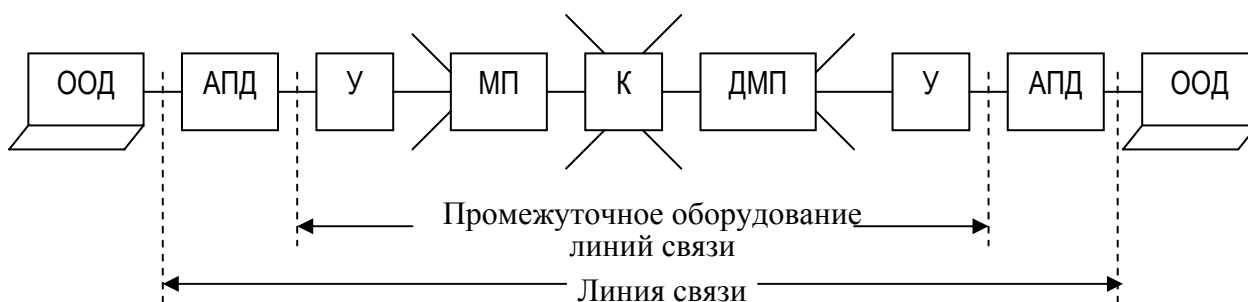 ООД АПД У МП К ДМП У АПД ООД
Промежуточное оборудование
линий связи
Линия связи